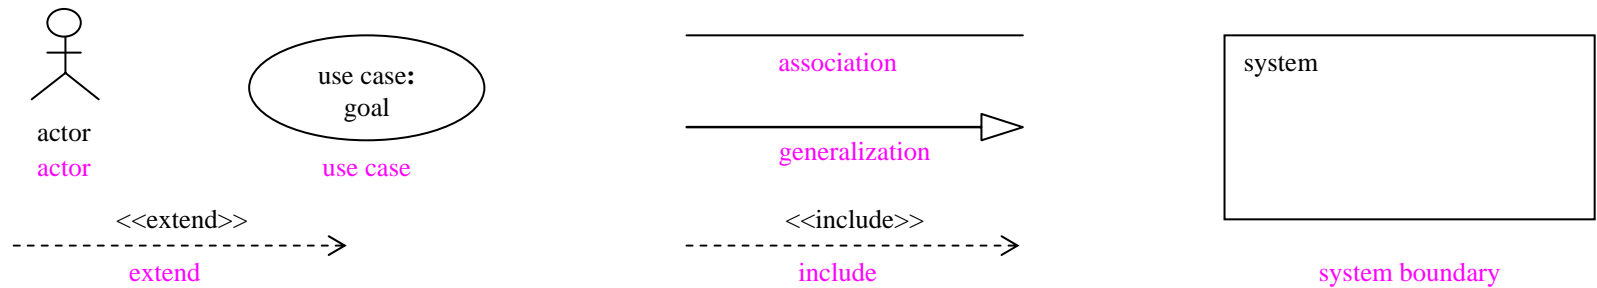 actor
actor
use case:
goal
use case
association
generalization
system
system boundary
<<extend>>
extend
<<include>>
include